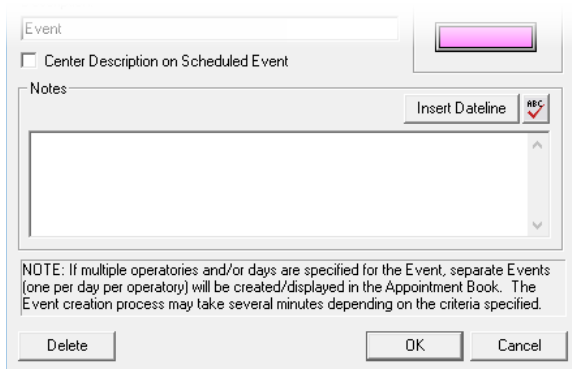 Event
Center Description on Scheduled Event
Notes
Insert Dateline
ABC
NOTE: If multiple operatories and/or days are specified for the Event, separate Events
(one per day per operatory) will be created/displayed in the Appointment Book. The
Event creation process may take several minutes depending on the criteria specified.
Delete
OK
Cancel